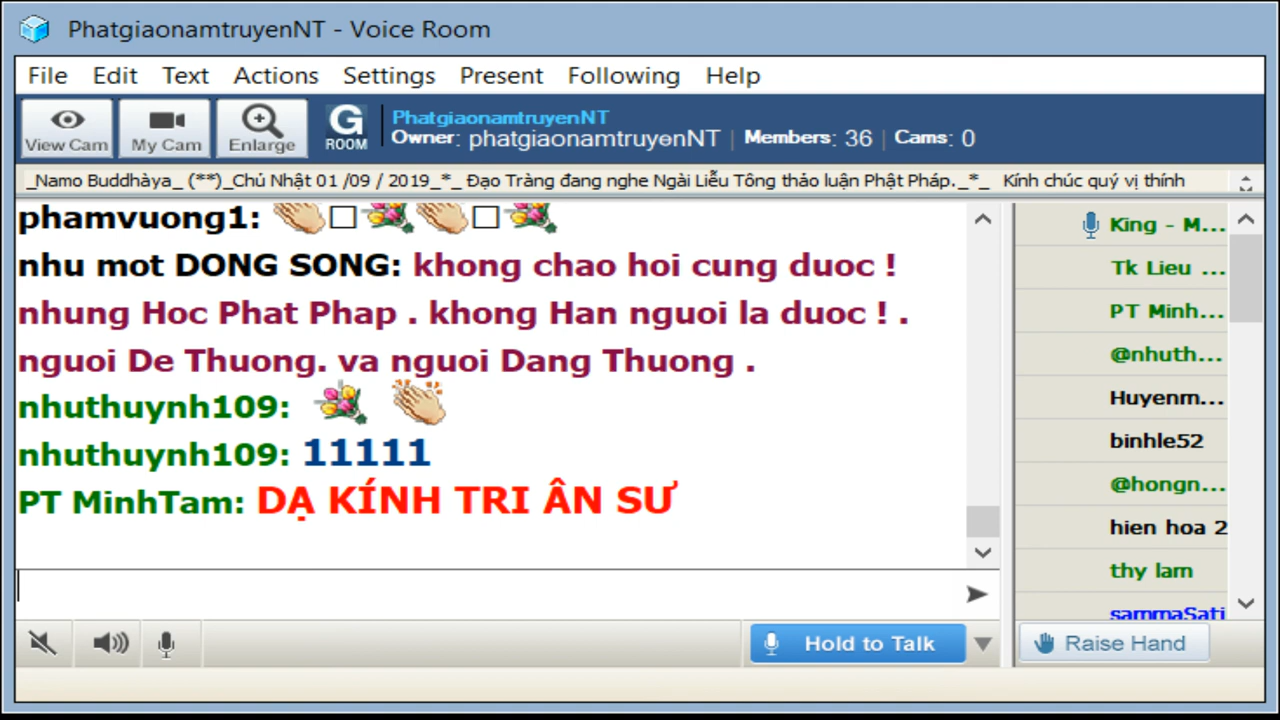 PhatgiaonamtruyenNT - Voice Room
File Edit Text Actions Settings Present Following Help
View Cam My Cam Enlarge G ROOM
PhatgiaonamtruyenNT
Owner: phatgiaonamtruyenNT | Members: 36 | Cams: 0
_Namo Buddhàya_ (**)_Chủ Nhật 01 /09 / 2019_*_ Đạo Tràng đang nghe Ngài Liễu Tông thảo luận Phật Pháp._*_ Kính chúc quý vị thính
phamvuong1:
nhu mot DONG SONG: khong chao hoi cung duoc !
nhung Hoc Phat Phap . khong Han nguoi la duoc ! .
nguoi De Thuong. va nguoi Dang Thuong .
nhuthuynh109:
nhuthuynh109: 11111
PT MinhTam: DẠ KÍNH TRI ÂN SƯ
King - M...
Tk Lieu ...
PT Minh...
@nhuth...
Huyenm...
binhle52
@hongn...
hien hoa 2
thy lam
sammaSati
Hold to Talk
Raise Hand